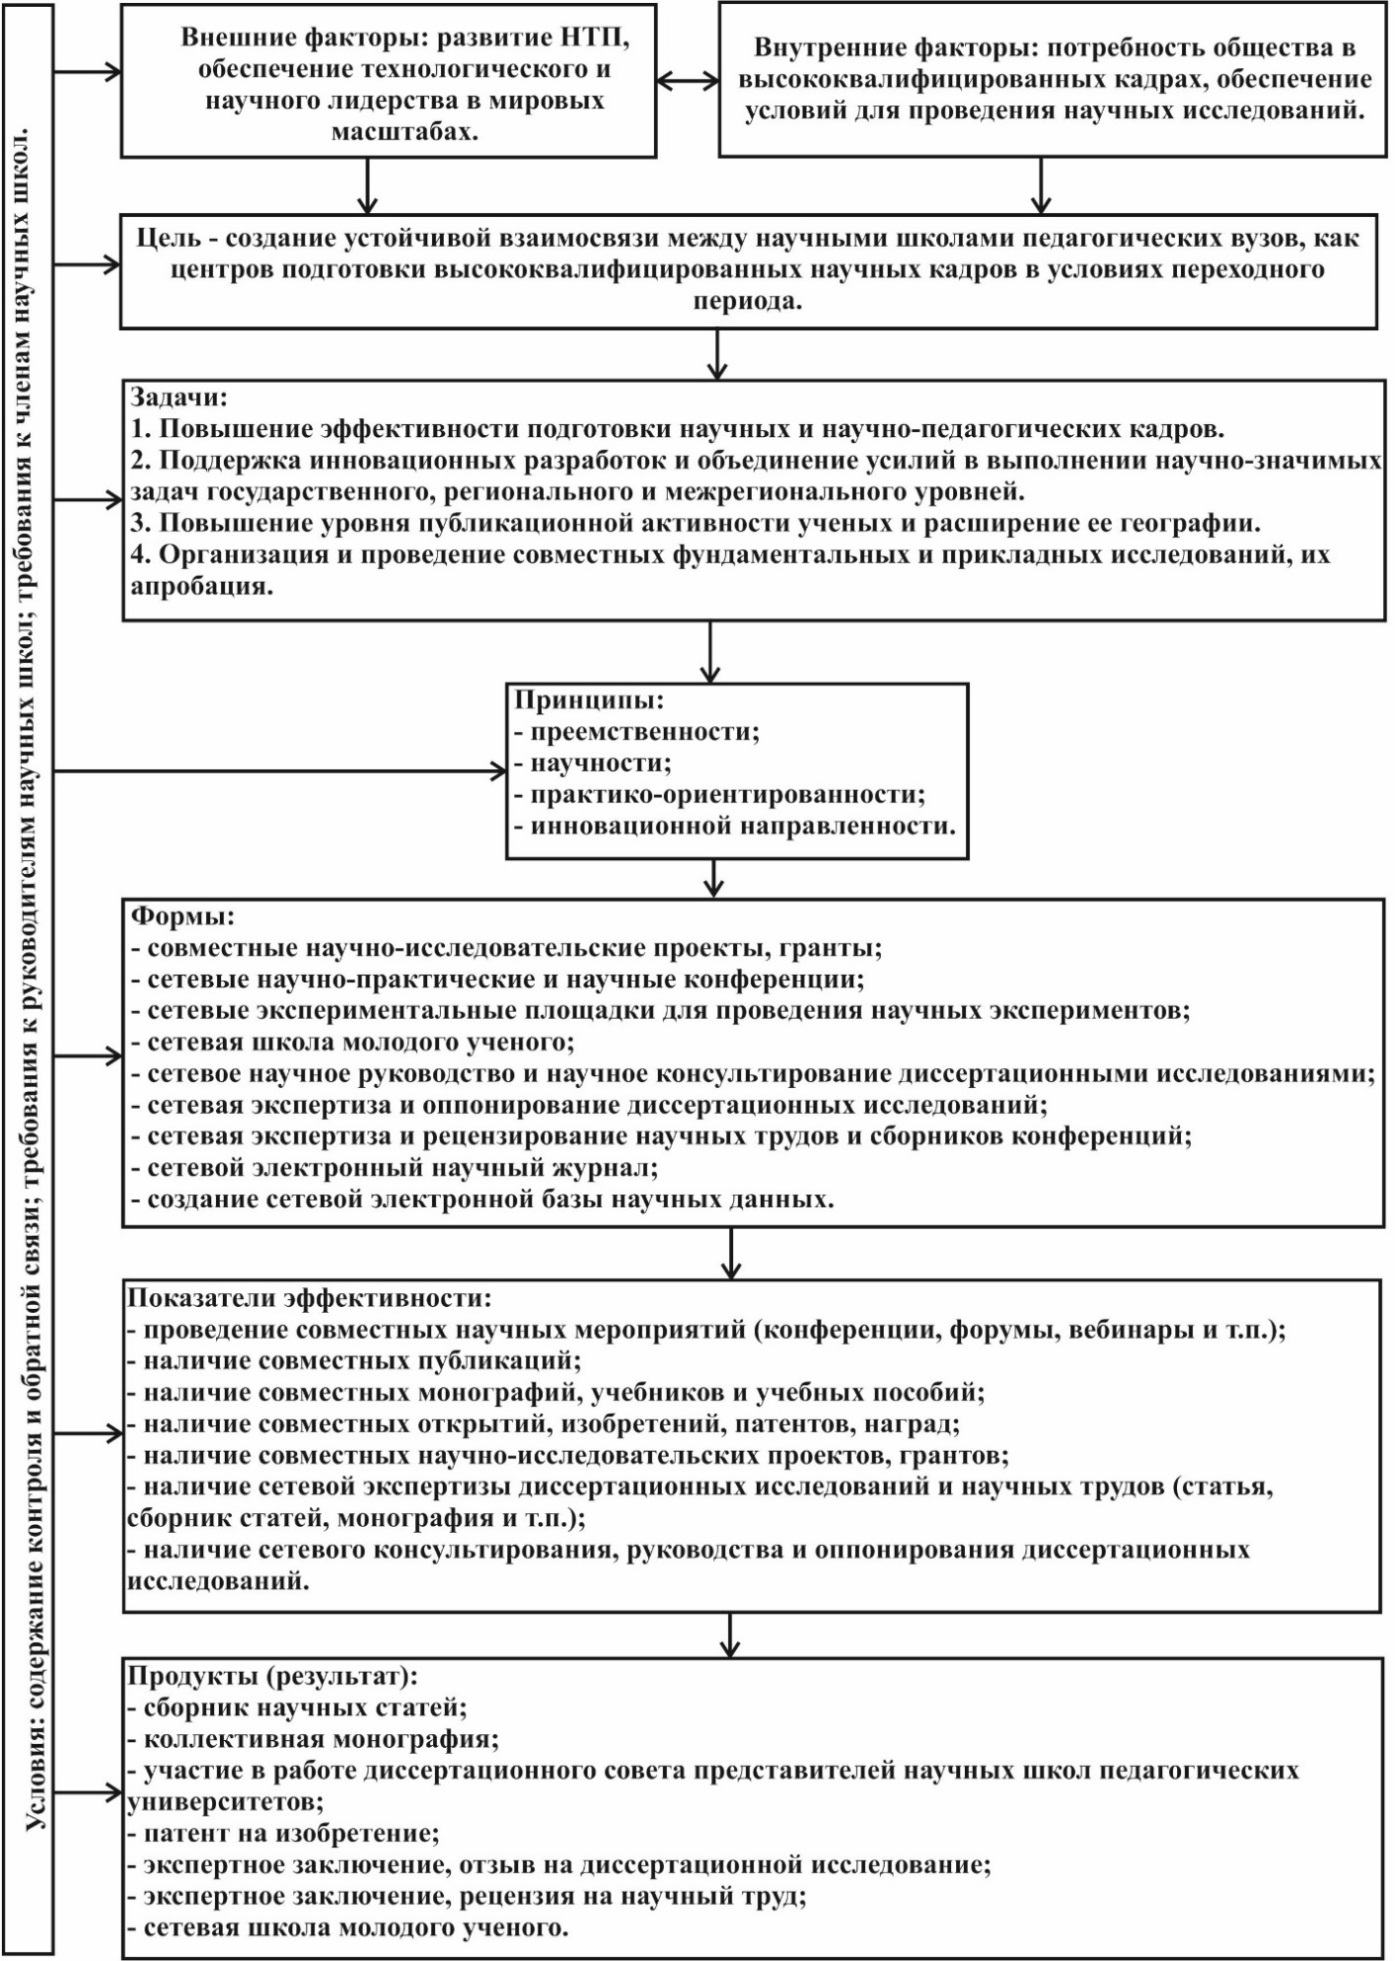 Условия: содержание контроля и обратной связи; требования к руководителям научных школ; требования к членам научных школ.
Внешние факторы: развитие НТП,
обеспечение технологического и
научного лидерства в мировых
масштабах.
Внутренние факторы: потребность общества в
высококвалифицированных кадрах, обеспечение
условий для проведения научных исследований.
Цель - создание устойчивой взаимосвязи между научными школами педагогических вузов, как
центров подготовки высококвалифицированных научных кадров в условиях переходного
периода.
Задачи:
1. Повышение эффективности подготовки научных и научно-педагогических кадров.
2. Поддержка инновационных разработок и объединение усилий в выполнении научно-значимых
задач государственного, регионального и межрегионального уровней.
3. Повышение уровня публикационной активности ученых и расширение ее географии.
4. Организация и проведение совместных фундаментальных и прикладных исследований, их
апробация.
Принципы:
- преемственности;
- научности;
- практико-ориентированности;
- инновационной направленности.
Формы:
- совместные научно-исследовательские проекты, гранты;
- сетевые научно-практические и научные конференции;
- сетевые экспериментальные площадки для проведения научных экспериментов;
- сетевая школа молодого ученого;
- сетевое научное руководство и научное консультирование диссертационными исследованиями;
- сетевая экспертиза и оппонирование диссертационных исследований;
- сетевая экспертиза и рецензирование научных трудов и сборников конференций;
- сетевой электронный научный журнал;
- создание сетевой электронной базы научных данных.
Показатели эффективности:
- проведение совместных научных мероприятий (конференции, форумы, вебинары и т.п.);
- наличие совместных публикаций;
- наличие совместных монографий, учебников и учебных пособий;
- наличие совместных открытий, изобретений, патентов, наград;
- наличие совместных научно-исследовательских проектов, грантов;
- наличие сетевой экспертизы диссертационных исследований и научных трудов (статья,
сборник статей, монография и т.п.);
- наличие сетевого консультирования, руководства и оппонирования диссертационных
исследований.
Продукты (результат):
- сборник научных статей;
- коллективная монография;
- участие в работе диссертационного совета представителей научных школ педагогических
университетов;
- патент на изобретение;
- экспертное заключение, отзыв на диссертационной исследование;
- экспертное заключение, рецензия на научный труд;
- сетевая школа молодого ученого.